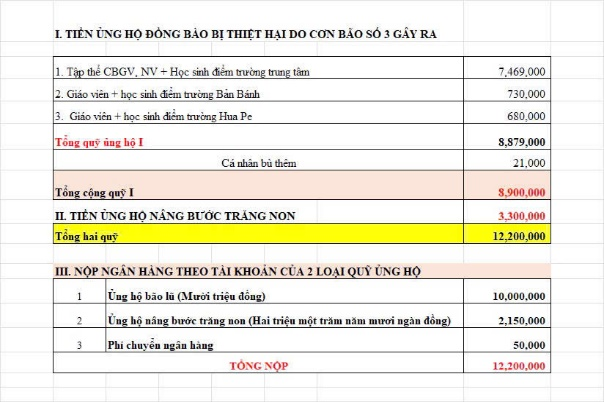 I. TIỀN ỦNG HỘ ĐỒNG BÀO BỊ THIỆT HẠI DO CƠN BÃO SỐ 3 GÂY RA
1. Tập thể CBGV, NV + Học sinh điểm trường trung tâm 7,469,000
2. Giáo viên + học sinh điểm trường Bản Bánh 730,000
3. Giáo viên + học sinh điểm trường Hua Pe 680,000
Tổng quỹ ủng hộ I 8,879,000
Cá nhân bù thêm 21,000
Tổng cộng quỹ I 8,900,000
II. TIỀN ỦNG HỘ NÂNG BƯỚC TRĂNG NON 3,300,000
Tổng hai quỹ 12,200,000
III. NỘP NGÂN HÀNG THEO TÀI KHOẢN CỦA 2 LOẠI QUỸ ỦNG HỘ
1 Ủng hộ bão lũ (Mười triệu đồng) 10,000,000
2 Ủng hộ nâng bước trăng non (Hai triệu một trăm năm mươi ngàn đồng) 2,150,000
3 Phí chuyển ngân hàng 50,000
TỔNG NỘP 12,200,000